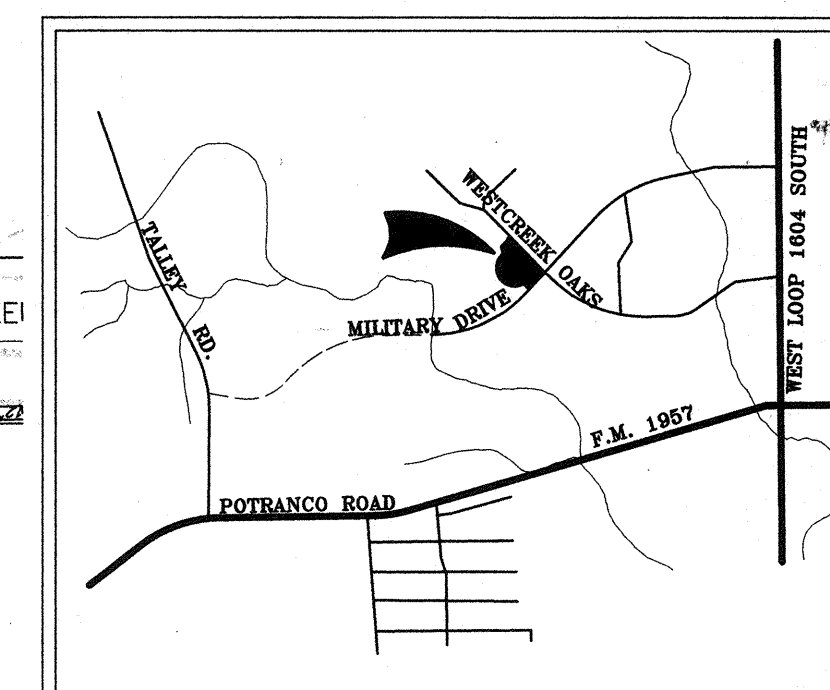 WESTCREEK OAKS
WEST LOOP 1604 SOUTH
TALLEY RD.
MILITARY DRIVE
F.M. 1957
POTRANCO ROAD